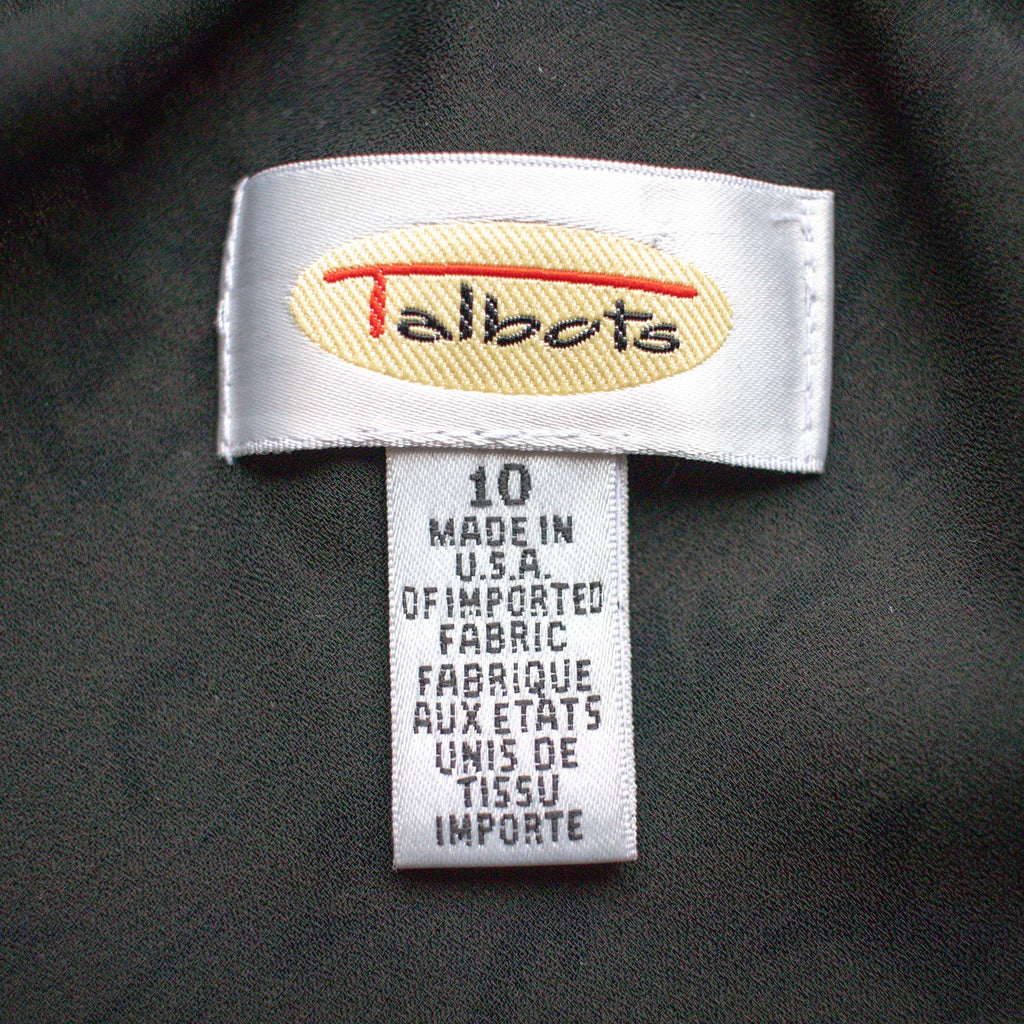 Talbots
10
MADE IN
U.S.A.
OF IMPORTED
FABRIC
FABRIQUE
AUX ETATS
UNIS DE
TISSU
IMPORTE